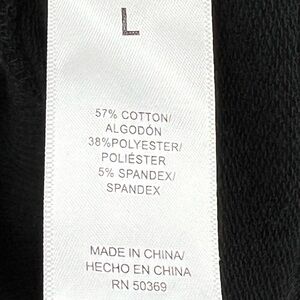 L
57% COTTON/
ALGODÓN
38%POLYESTER/
POLIÉSTER
5% SPANDEX/
SPANDEX
MADE IN CHINA/
HECHO EN CHINA
RN 50369